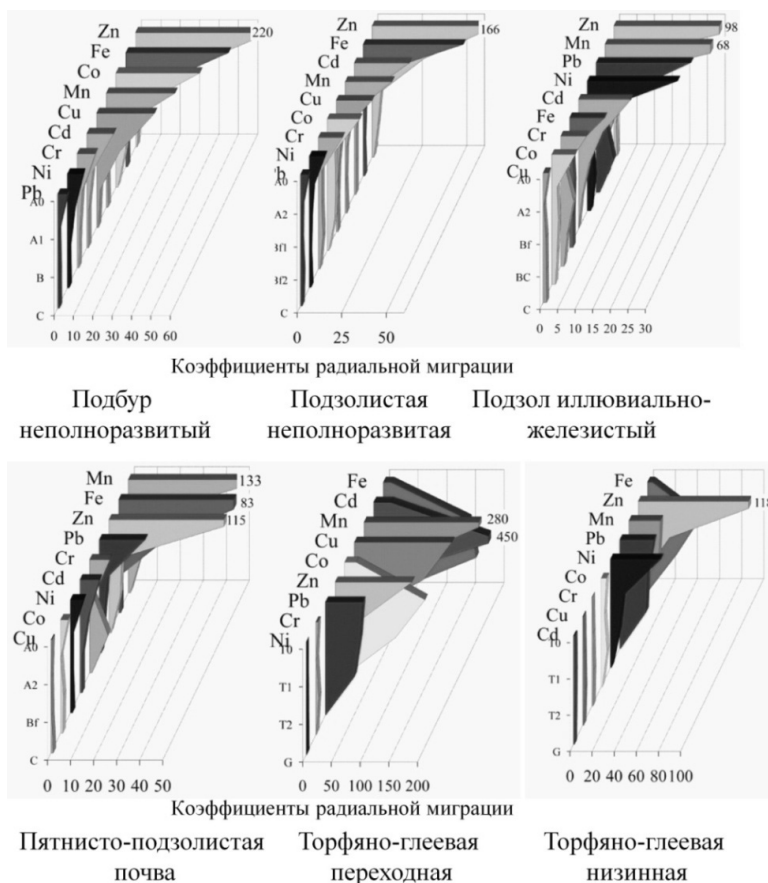 Zn
220
Fe
Co
Mn
Cu
Cd
Cr
Ni
Pb
A0
A1
B
C
0 10 20 30 40 50 60
Zn
166
Fe
Cd
Mn
Cu
Co
Cr
Ni
A0
A2
Bf1
Bf2
C
0 25 50
Zn
98
Mn
68
Pb
Ni
Cd
Fe
Cr
Co
Cu
A0
A2
Bf
BC
C
0 5 10 15 20 25 30
Коэффициенты радиальной миграции
Подбур
неполноразвитый
Подзолистая
неполноразвитая
Подзол иллювиально-
железистый
Mn
133
Fe
83
Zn
115
Pb
Cr
Cd
Ni
Co
Cu
A0
A2
Bf
C
0 10 20 30 40 50
Fe
Cd
Mn
280
Cu
450
Co
Zn
Pb
Cr
Ni
T0
T1
T2
G
0 50 100 150 200
Fe
Zn
118
Mn
Pb
Ni
Co
Cr
Cu
Cd
T0
T1
T2
G
0 20 40 60 80 100
Коэффициенты радиальной миграции
Пятнисто-подзолистая
почва
Торфяно-глеевая
переходная
Торфяно-глеевая
низинная